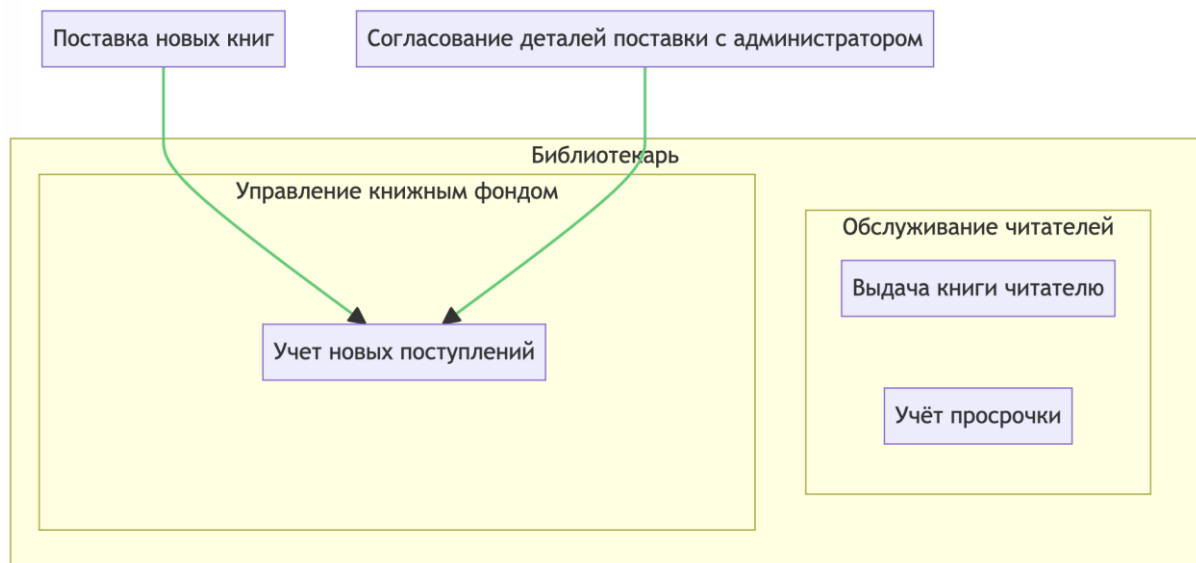 Поставка новых книг
Согласование деталей поставки с администратором
Библиотекарь
Управление книжным фондом
Обслуживание читателей
Выдача книги читателю
Учет новых поступлений
Учёт просрочки